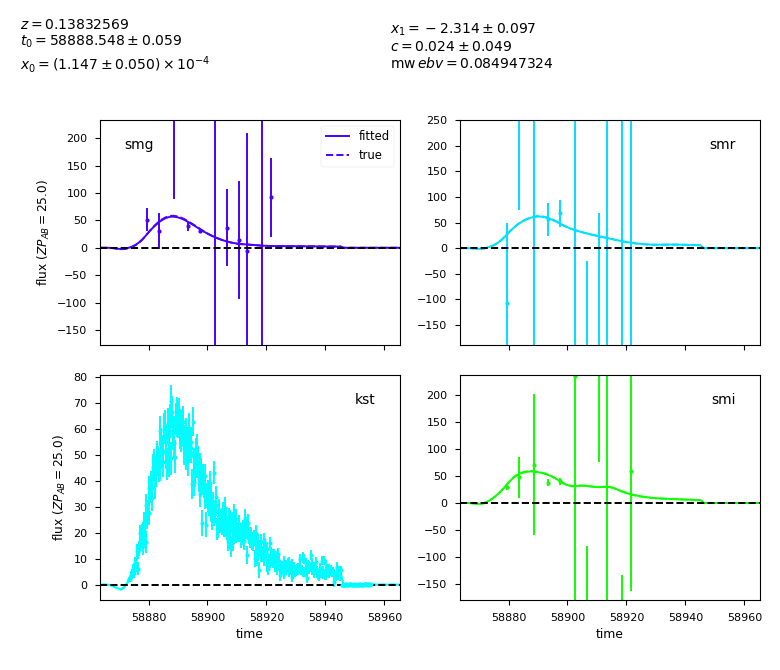 z = 0.13832569
t₀ = 58888.548 ± 0.059
x₀ = (1.147 ± 0.050) × 10⁻⁴
x₁ = −2.314 ± 0.097
c = 0.024 ± 0.049
mw ebv = 0.084947324
smg
fitted
true
200
150
100
50
0
−50
−100
−150
flux (ZP_AB = 25.0)
smr
250
200
150
100
50
0
−50
−100
−150
kst
80
70
60
50
40
30
20
10
0
flux (ZP_AB = 25.0)
58880 58900 58920 58940 58960
time
smi
200
150
100
50
0
−50
−100
−150
58880 58900 58920 58940 58960
time